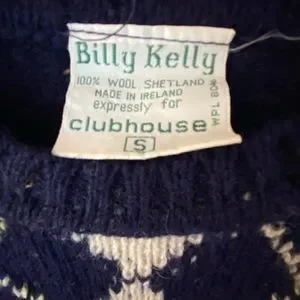 Billy Kelly
100% WOOL SHETLAND
MADE IN IRELAND
expressly for
clubhouse
S